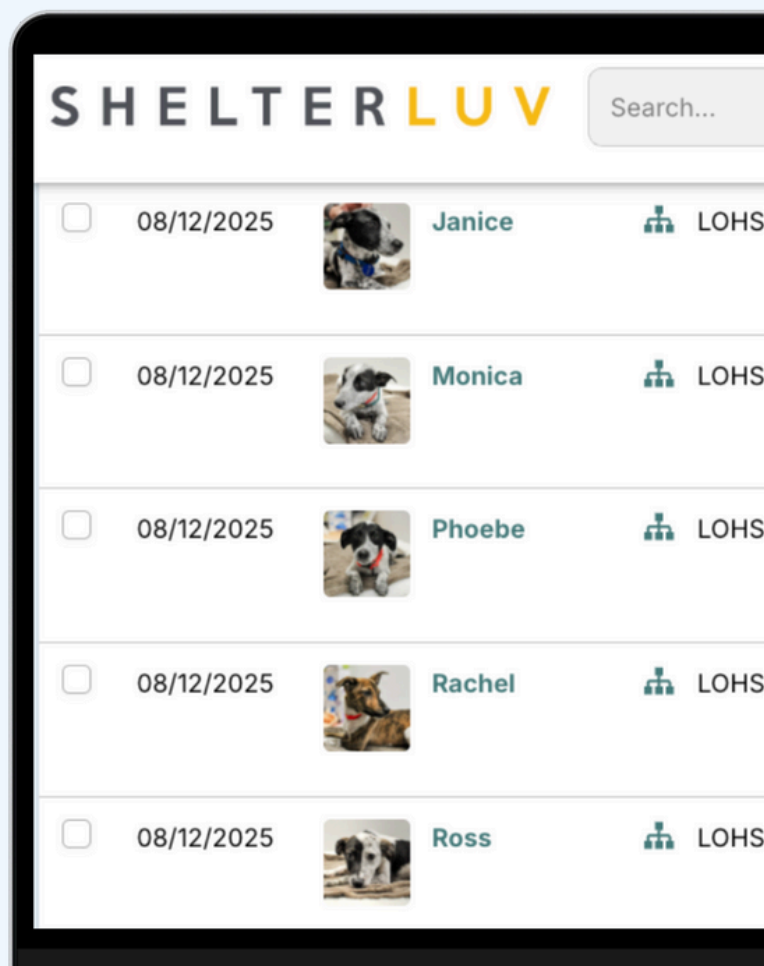 SHELTERLUV Search...
08/12/2025 Janice LOHS
08/12/2025 Monica LOHS
08/12/2025 Phoebe LOHS
08/12/2025 Rachel LOHS
08/12/2025 Ross LOHS